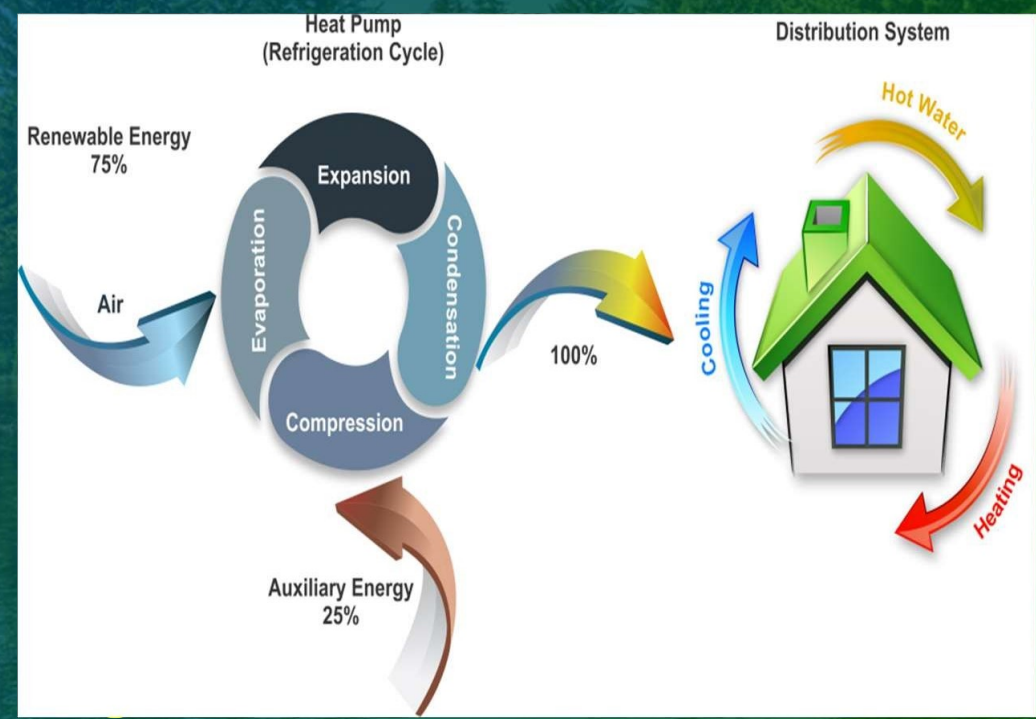 Heat Pump
(Refrigeration Cycle)
Distribution System
Renewable Energy
75%
Air
Expansion
Evaporation
Condensation
Compression
100%
Auxiliary Energy
25%
Hot Water
Cooling
Heating